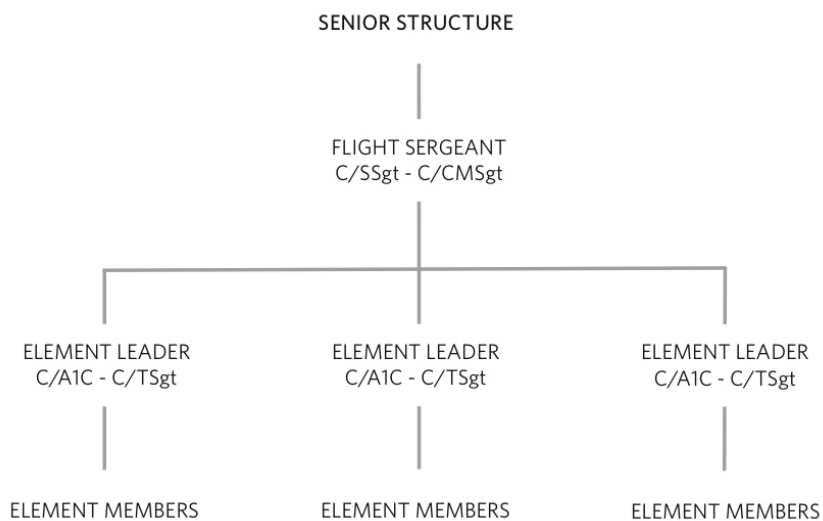 SENIOR STRUCTURE
FLIGHT SERGEANT
C/SSgt - C/CMSgt
ELEMENT LEADER
C/A1C - C/TSgt
ELEMENT LEADER
C/A1C - C/TSgt
ELEMENT LEADER
C/A1C - C/TSgt
ELEMENT MEMBERS
ELEMENT MEMBERS
ELEMENT MEMBERS